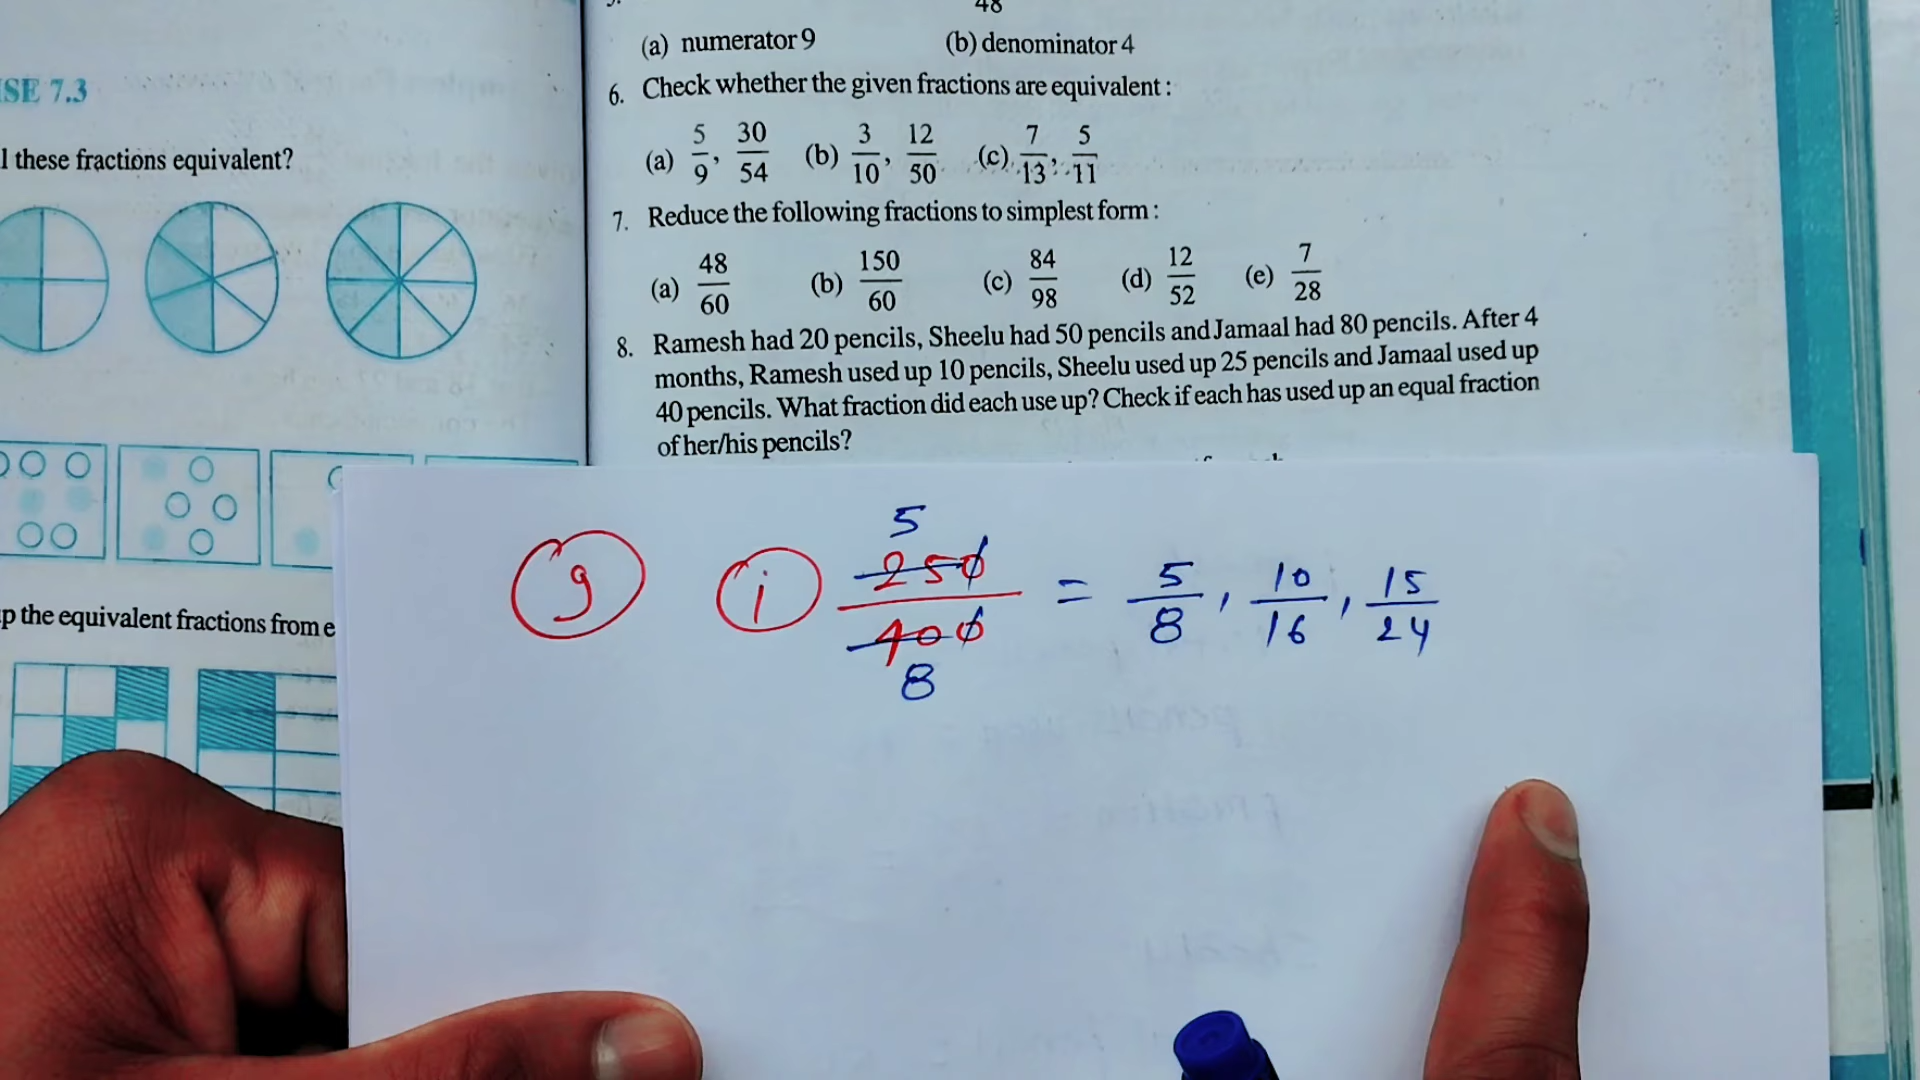 48
(a) numerator 9 (b) denominator 4
6. Check whether the given fractions are equivalent :
(a) 5/9, 30/54 (b) 3/10, 12/50 (c) 7/13, 5/11
7. Reduce the following fractions to simplest form :
(a) 48/60 (b) 150/60 (c) 84/98 (d) 12/52 (e) 7/28
8. Ramesh had 20 pencils, Sheelu had 50 pencils and Jamaal had 80 pencils. After 4
months, Ramesh used up 10 pencils, Sheelu used up 25 pencils and Jamaal used up
40 pencils. What fraction did each use up? Check if each has used up an equal fraction
of her/his pencils?
SE 7.3
l these fractions equivalent?
p the equivalent fractions from e
5
9 i 250/400 = 5/8, 10/16, 15/24
8